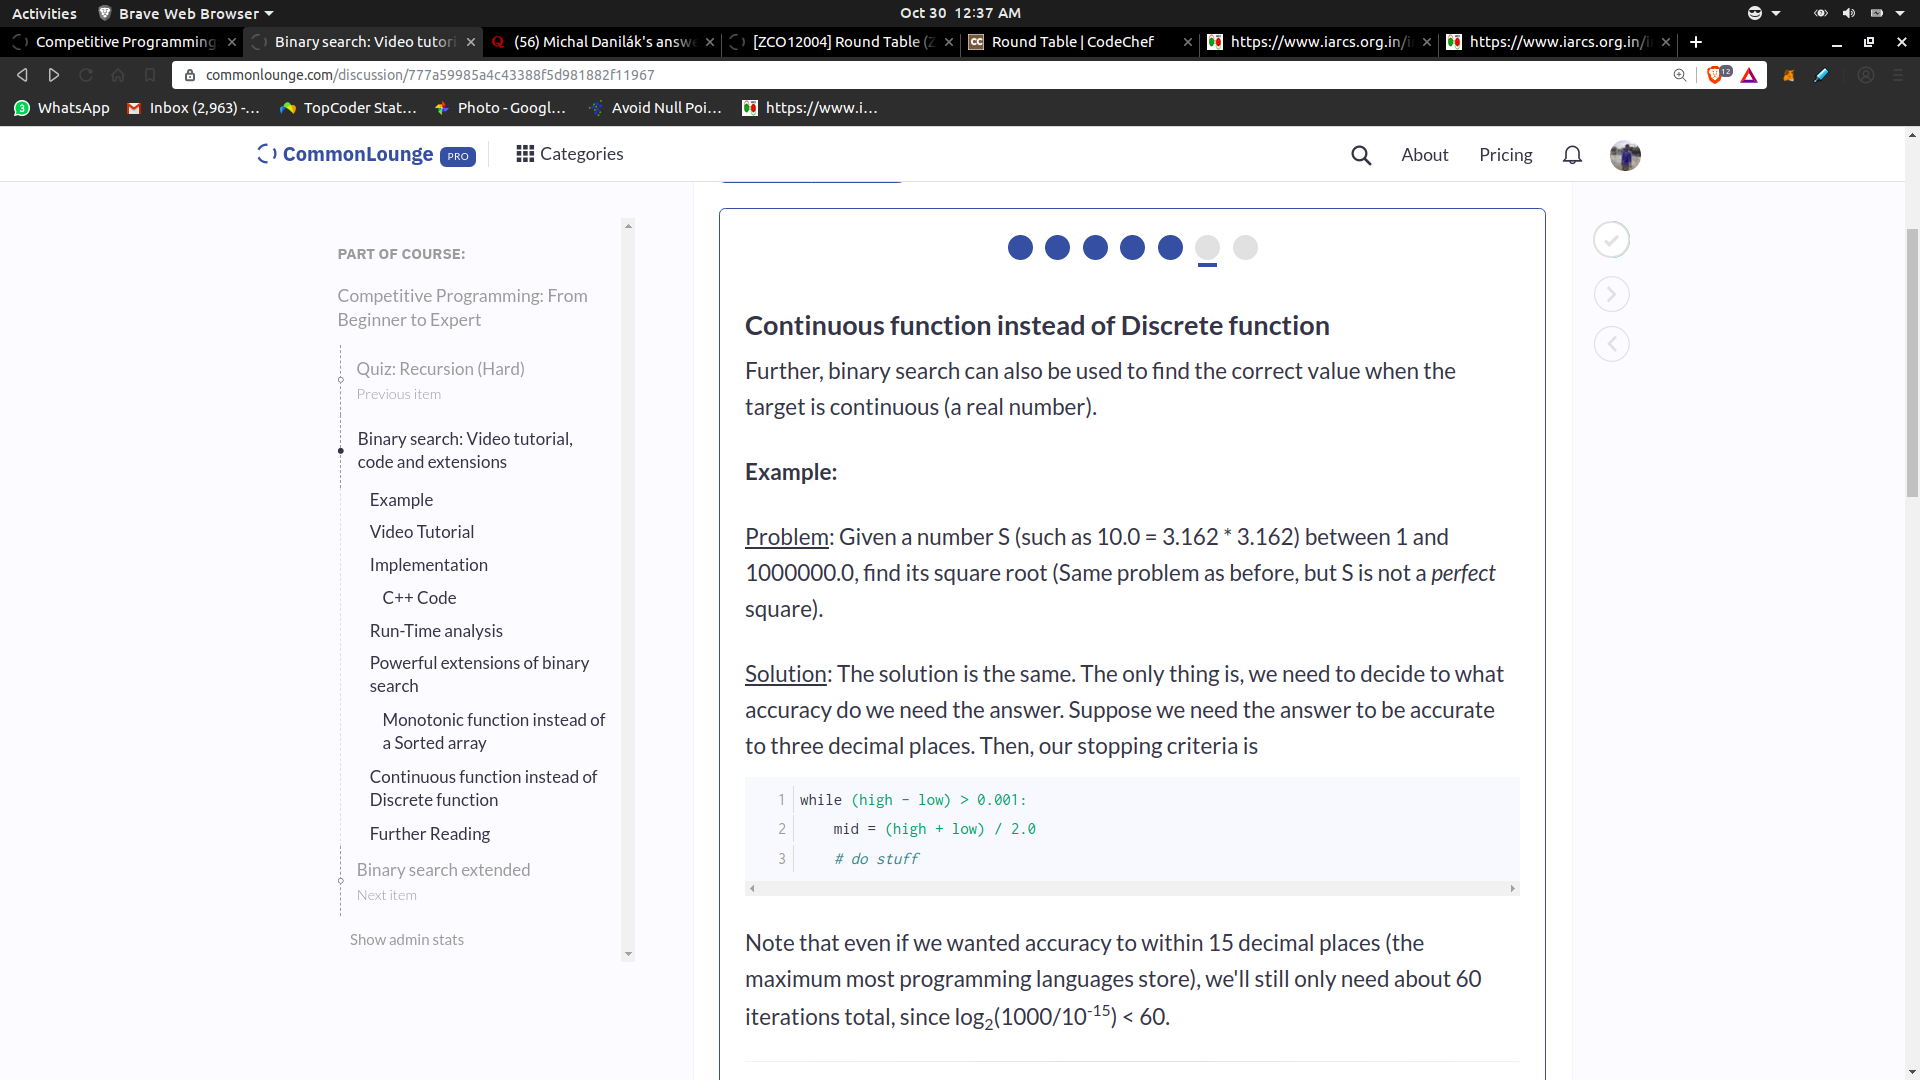 Activities Brave Web Browser Oct 30 12:37 AM
Competitive Programming Binary search: Video tutori (56) Michal Danilák's answ [ZCO12004] Round Table (Z Round Table | CodeChef https://www.iarcs.org.in/i https://www.iarcs.org.in/i
commonlounge.com/discussion/777a59985a4c43388f5d981882f11967 12
WhatsApp Inbox (2,963) -... TopCoder Stat... Photo - Googl... Avoid Null Poi... https://www.i...
CommonLounge PRO Categories About Pricing
PART OF COURSE:
Competitive Programming: From
Beginner to Expert
Quiz: Recursion (Hard)
Previous item
Binary search: Video tutorial,
code and extensions
Example
Video Tutorial
Implementation
C++ Code
Run-Time analysis
Powerful extensions of binary
search
Monotonic function instead of
a Sorted array
Continuous function instead of
Discrete function
Further Reading
Binary search extended
Next item
Show admin stats
Continuous function instead of Discrete function
Further, binary search can also be used to find the correct value when the
target is continuous (a real number).
Example:
Problem: Given a number S (such as 10.0 = 3.162 * 3.162) between 1 and
1000000.0, find its square root (Same problem as before, but S is not a perfect
square).
Solution: The solution is the same. The only thing is, we need to decide to what
accuracy do we need the answer. Suppose we need the answer to be accurate
to three decimal places. Then, our stopping criteria is
1 while (high - low) > 0.001:
2 mid = (high + low) / 2.0
3 # do stuff
Note that even if we wanted accuracy to within 15 decimal places (the
maximum most programming languages store), we'll still only need about 60
iterations total, since log₂(1000/10⁻¹⁵) < 60.